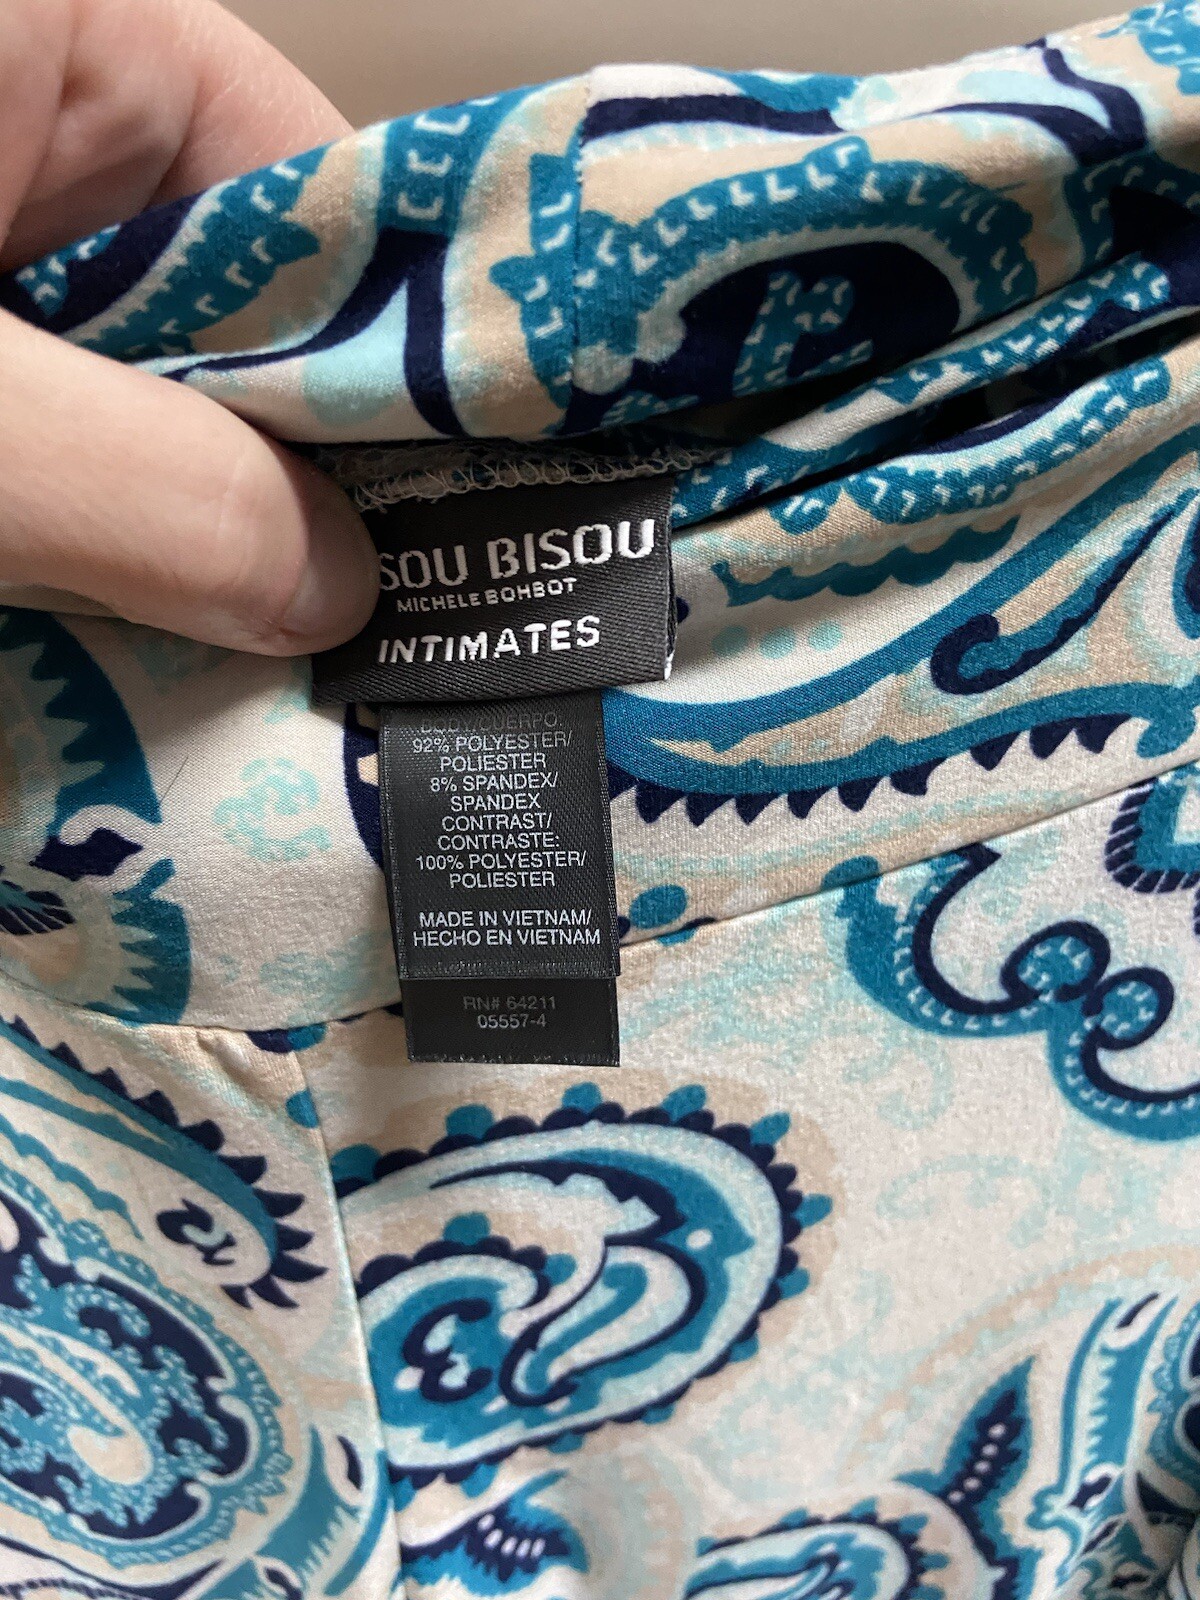 SOU BISOU
MICHELE BOHBOT
INTIMATES
BODY/CUERPO:
92% POLYESTER/
POLIESTER
8% SPANDEX/
SPANDEX
CONTRAST/
CONTRASTE:
100% POLYESTER/
POLIESTER
MADE IN VIETNAM/
HECHO EN VIETNAM
RN# 64211
05557-4